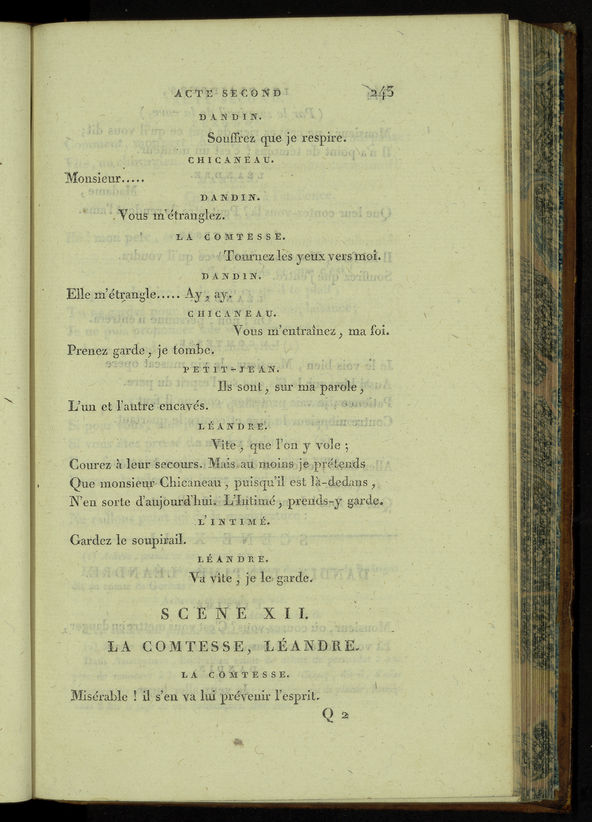 ACTE SECOND 243
DANDIN.
Souffrez que je respire.
CHICANEAU.
Monsieur.....
DANDIN.
Vous m'étranglez.
LA COMTESSE.
Tournez les yeux vers moi.
DANDIN.
Elle m'étrangle..... Ay, ay.
CHICANEAU.
Vous m'entraînez, ma foi.
Prenez garde, je tombe.
PETIT-JEAN.
Ils sont, sur ma parole,
L'un et l'autre encavés.
LÉANDRE.
Vite, que l'on y vole ;
Courez à leur secours. Mais au moins je prétends
Que monsieur Chicaneau, puisqu'il est là-dedans,
N'en sorte d'aujourd'hui. L'Intimé, prends-y garde.
L'INTIMÉ.
Gardez le soupirail.
LÉANDRE.
Va vite, je le garde.
SCENE XII.
LA COMTESSE, LÉANDRE.
LA COMTESSE.
Misérable ! il s'en va lui prévenir l'esprit.
Q 2